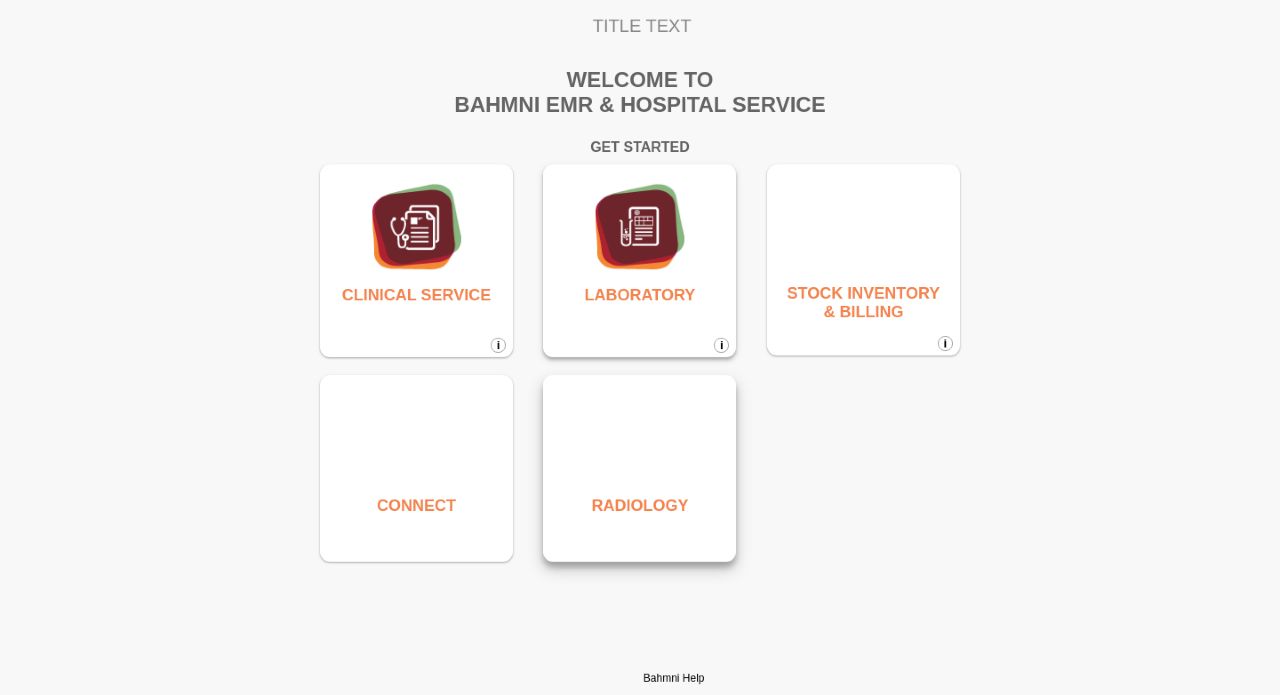 TITLE TEXT
WELCOME TO
BAHMNI EMR & HOSPITAL SERVICE
GET STARTED
CLINICAL SERVICE
i
LABORATORY
i
STOCK INVENTORY
& BILLING
i
CONNECT
RADIOLOGY
Bahmni Help